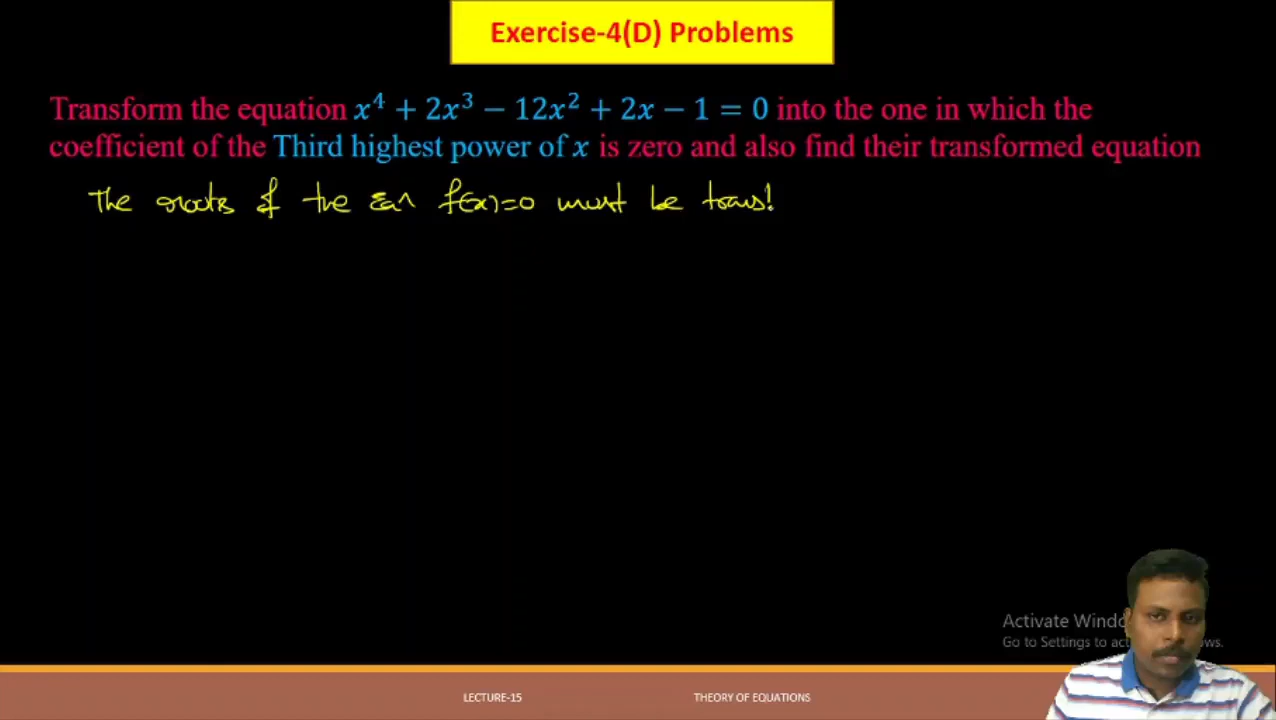 Exercise-4(D) Problems
Transform the equation x⁴ + 2x³ − 12x² + 2x − 1 = 0 into the one in which the
coefficient of the Third highest power of x is zero and also find their transformed equation
The roots of the f(x)=0 must be trans!
Activate Windo
Go to Settings to act ws.
LECTURE-15 THEORY OF EQUATIONS